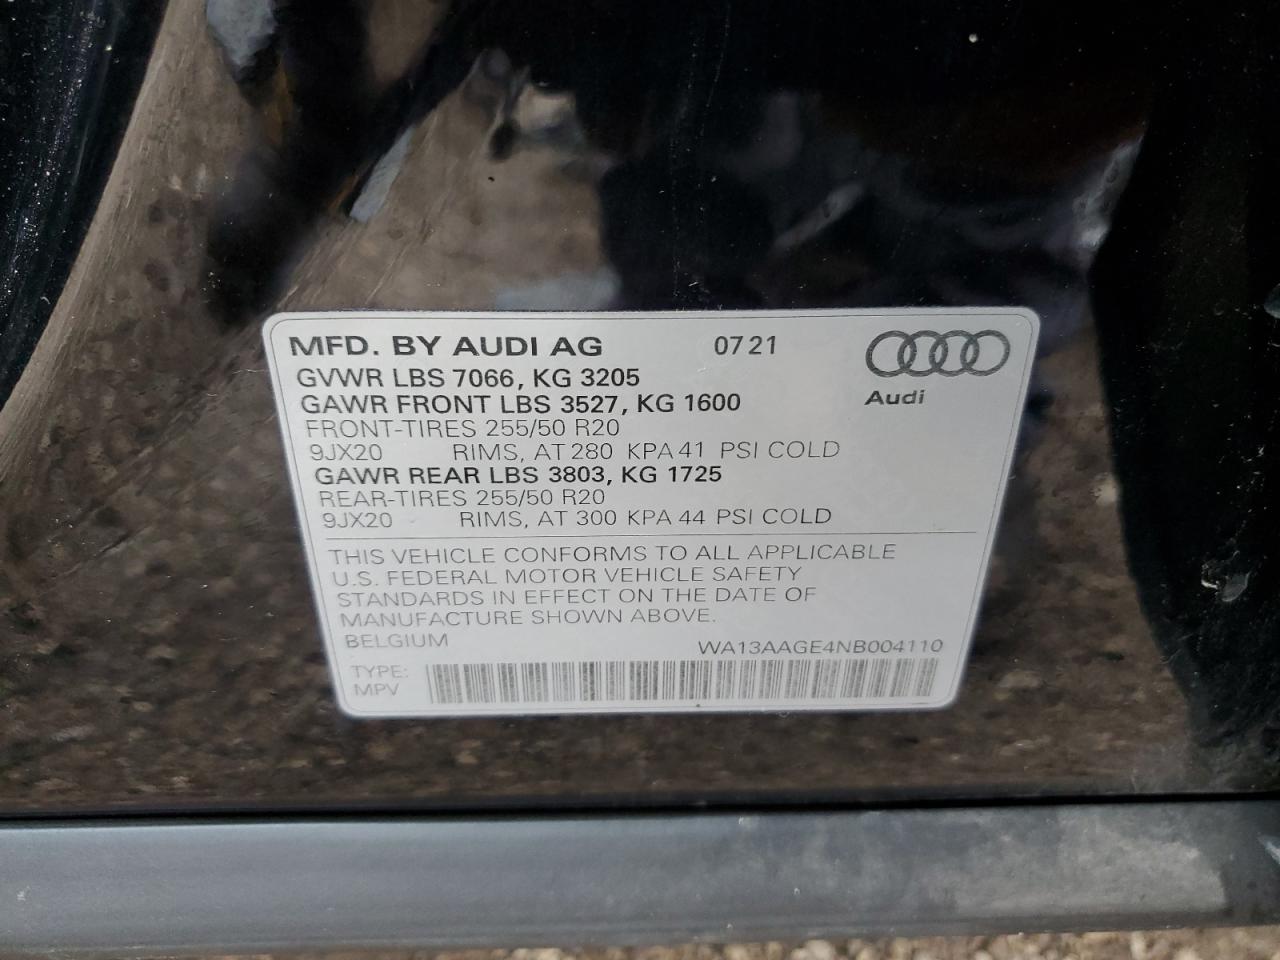 MFD. BY AUDI AG 07 21
Audi
GVWR LBS 7066, KG 3205
GAWR FRONT LBS 3527, KG 1600
FRONT-TIRES 255/50 R20
9JX20 RIMS, AT 280 KPA 41 PSI COLD
GAWR REAR LBS 3803, KG 1725
REAR-TIRES 255/50 R20
9JX20 RIMS, AT 300 KPA 44 PSI COLD
THIS VEHICLE CONFORMS TO ALL APPLICABLE
U.S. FEDERAL MOTOR VEHICLE SAFETY
STANDARDS IN EFFECT ON THE DATE OF
MANUFACTURE SHOWN ABOVE.
BELGIUM WA13AAGE4NB004110
TYPE:
MPV